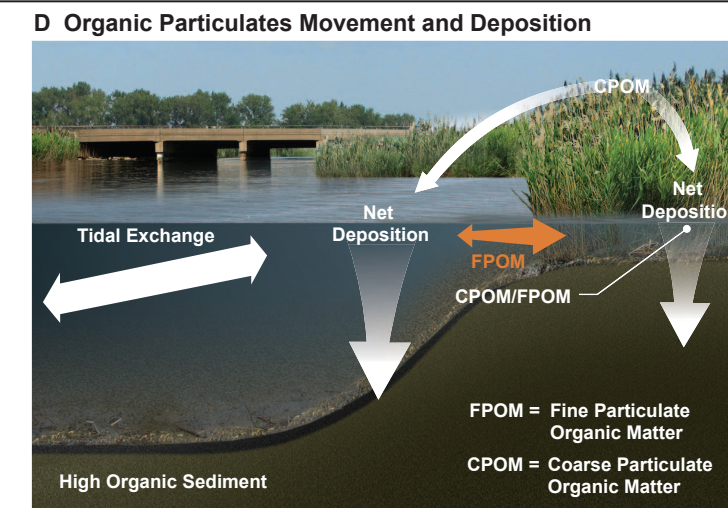 D Organic Particulates Movement and Deposition
CPOM
Net
Depositio
Net
Deposition
Tidal Exchange
FPOM
CPOM/FPOM
FPOM = Fine Particulate
Organic Matter
CPOM = Coarse Particulate
Organic Matter
High Organic Sediment